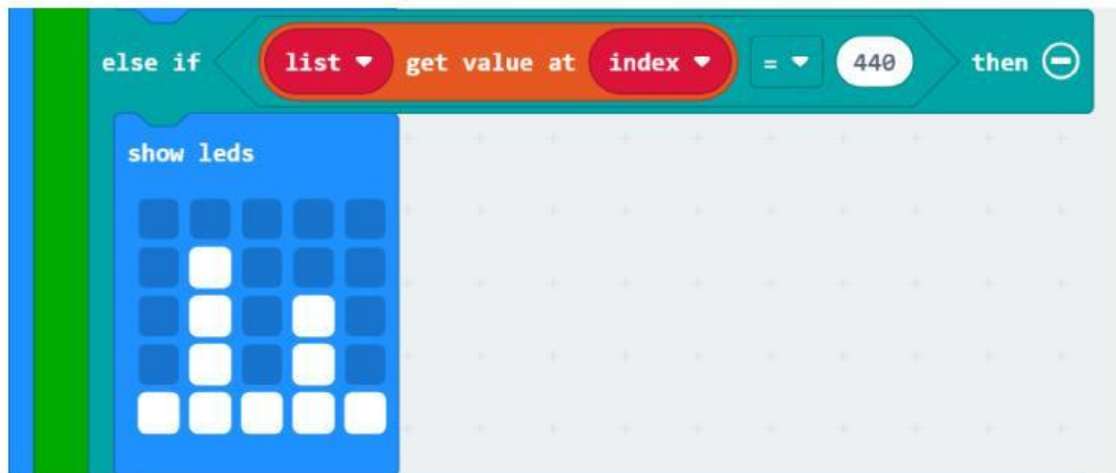 else if list get value at index = 440 then
show leds